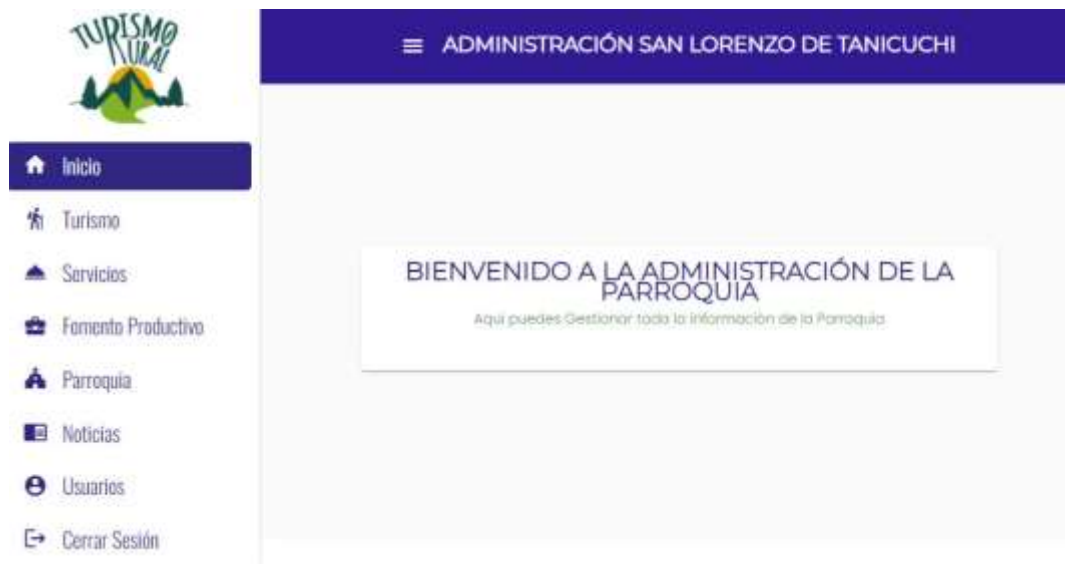 TURISMO
RURAL
ADMINISTRACIÓN SAN LORENZO DE TANICUCHI
Inicio
Turismo
Servicios
Fomento Productivo
Parroquia
Noticias
Usuarios
Cerrar Sesión
BIENVENIDO A LA ADMINISTRACIÓN DE LA
PARROQUIA
Aqui puedes Gestionar toda la información de la Parroquia